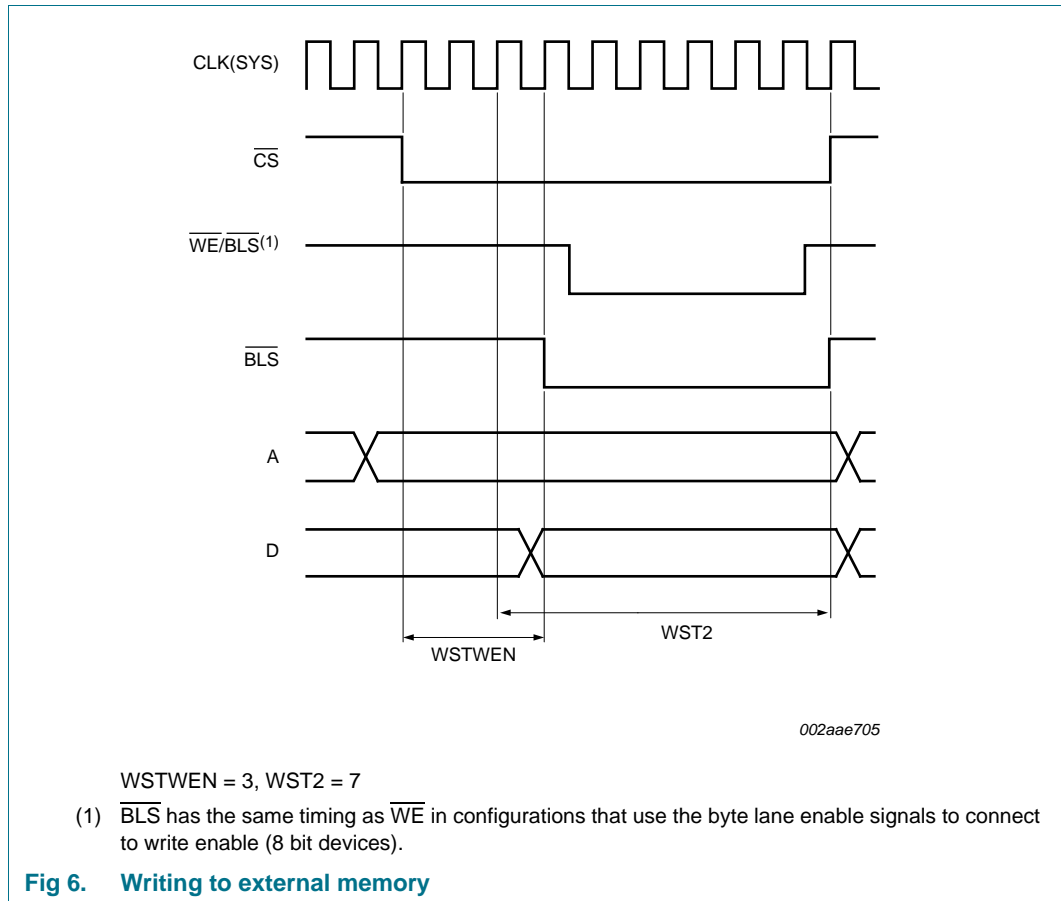 CLK(SYS)
CS
WE/BLS(1)
BLS
A
D
WST2
WSTWEN
002aae705
WSTWEN = 3, WST2 = 7
(1) BLS has the same timing as WE in configurations that use the byte lane enable signals to connect
to write enable (8 bit devices).
Fig 6. Writing to external memory